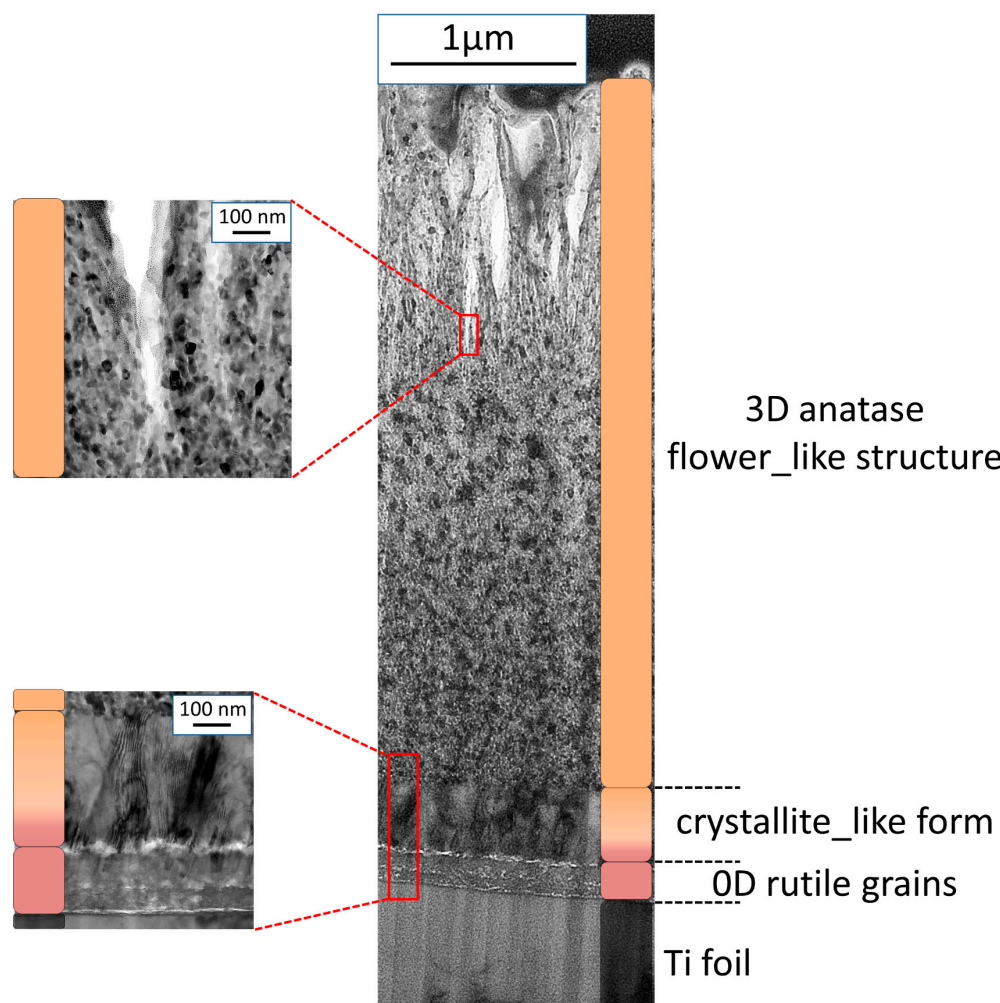 1μm
100 nm
3D anatase
flower_like structure
100 nm
crystallite_like form
0D rutile grains
Ti foil